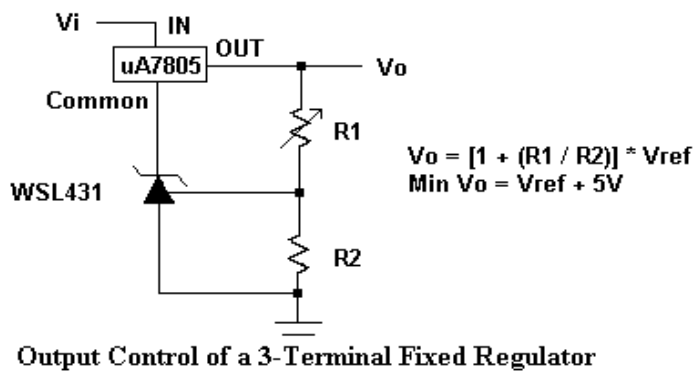 Vi
IN
OUT
uA7805
Vo
Common
R1
Vo = [1 + (R1 / R2)] * Vref
Min Vo = Vref + 5V
WSL431
R2
Output Control of a 3-Terminal Fixed Regulator